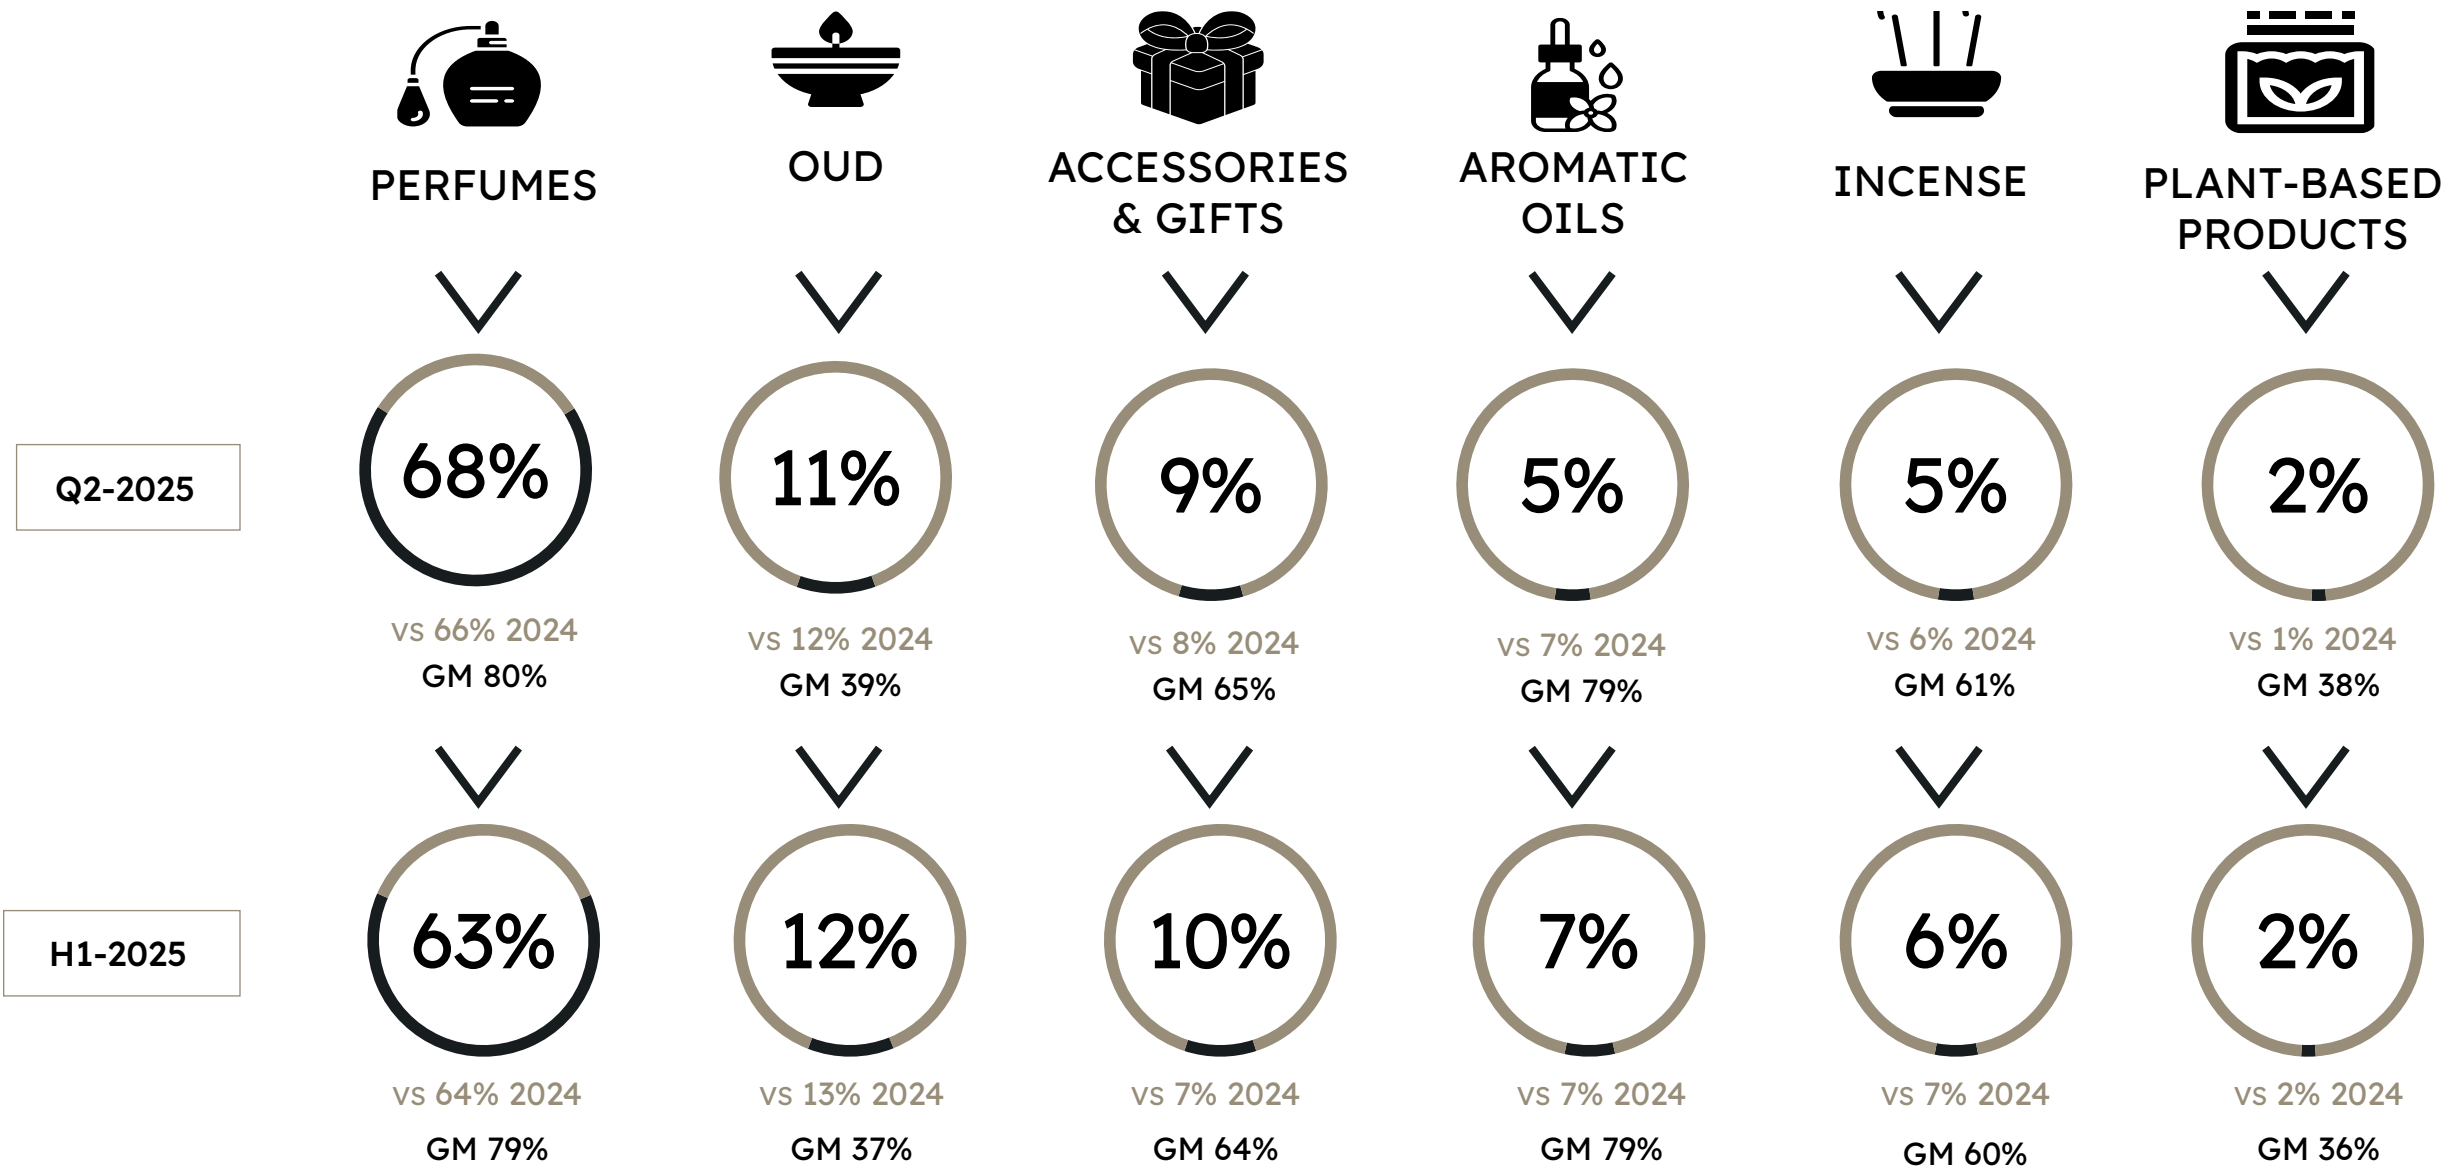 PERFUMES
OUD
ACCESSORIES
& GIFTS
AROMATIC
OILS
INCENSE
PLANT-BASED
PRODUCTS
Q2-2025
68%
11%
9%
5%
5%
2%
vs 66% 2024
vs 12% 2024
vs 8% 2024
vs 7% 2024
vs 6% 2024
vs 1% 2024
GM 80%
GM 39%
GM 65%
GM 79%
GM 61%
GM 38%
H1-2025
63%
12%
10%
7%
6%
2%
vs 64% 2024
vs 13% 2024
vs 7% 2024
vs 7% 2024
vs 7% 2024
vs 2% 2024
GM 79%
GM 37%
GM 64%
GM 79%
GM 60%
GM 36%